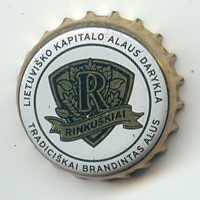 LIETUVIŠKO KAPITALO ALAUS DARYKLA
R
RINKUŠKIAI
TRADICIŠKAI BRANDINTAS ALUS